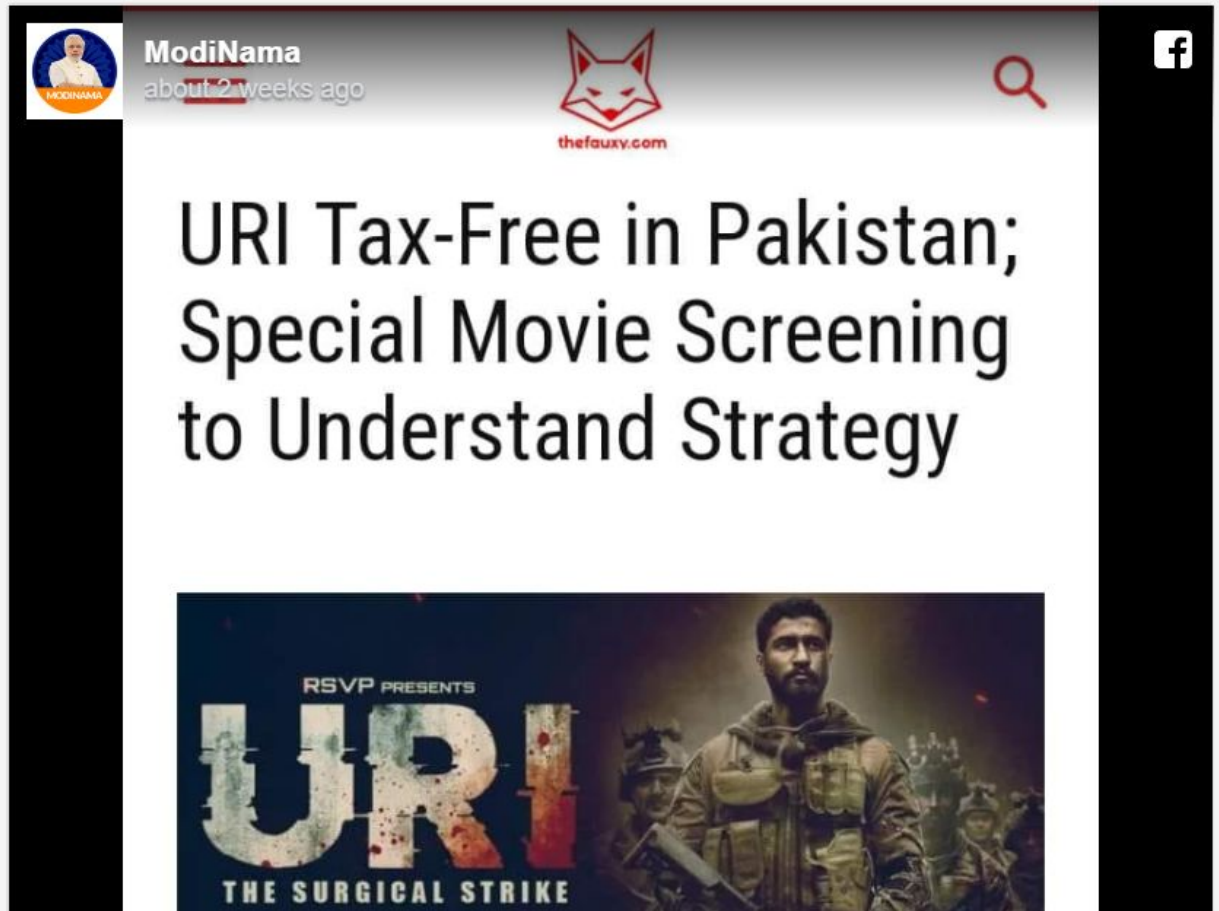 ModiNama
about 2 weeks ago
MODINAMA
thefauxy.com
URI Tax-Free in Pakistan;
Special Movie Screening
to Understand Strategy
RSVP PRESENTS
URI
THE SURGICAL STRIKE